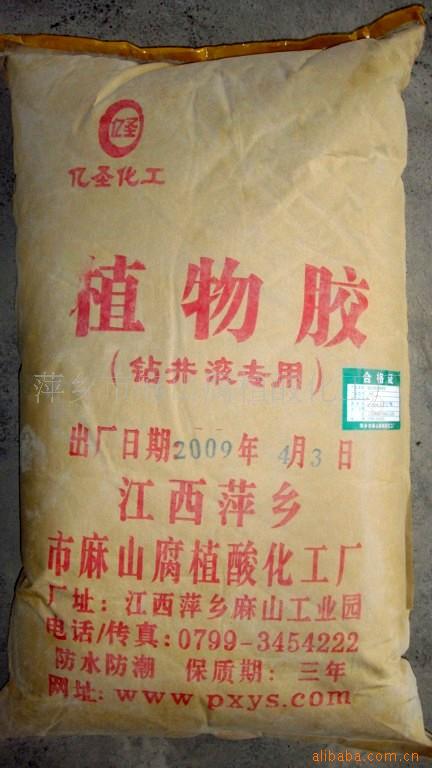 亿圣
亿圣化工
植物胶
(钻井液专用)
合格证
出厂日期2009年 4月3日
江西萍乡
市麻山腐植酸化工厂
厂址：江西萍乡麻山工业园
电话/传真：0799-3454222
防水防潮 保质期：三年
网址：www.pxys.com
alibaba.com.cn